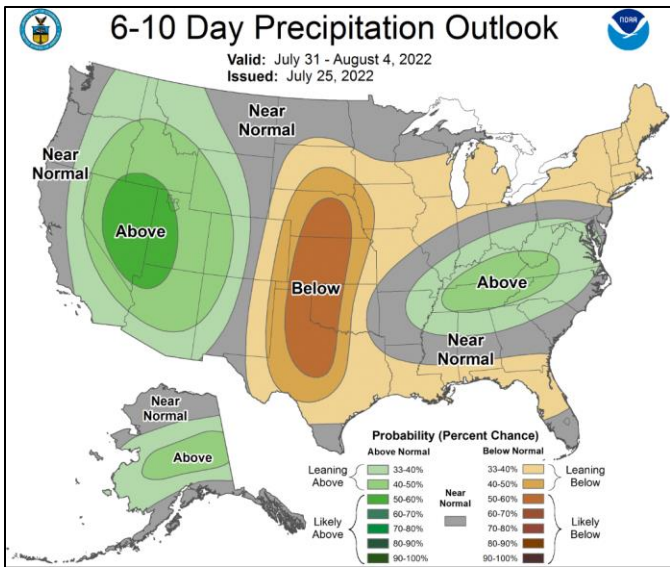 6-10 Day Precipitation Outlook
Valid: July 31 - August 4, 2022
Issued: July 25, 2022
NOAA
Near
Normal
Near
Normal
Above
Below
Above
Near
Normal
Near
Normal
Above
Probability (Percent Chance)
Above Normal
Below Normal
Leaning
Above
33-40%
40-50%
Likely
Above
50-60%
60-70%
70-80%
80-90%
90-100%
Near
Normal
33-40%
40-50%
Leaning
Below
50-60%
60-70%
70-80%
80-90%
90-100%
Likely
Below